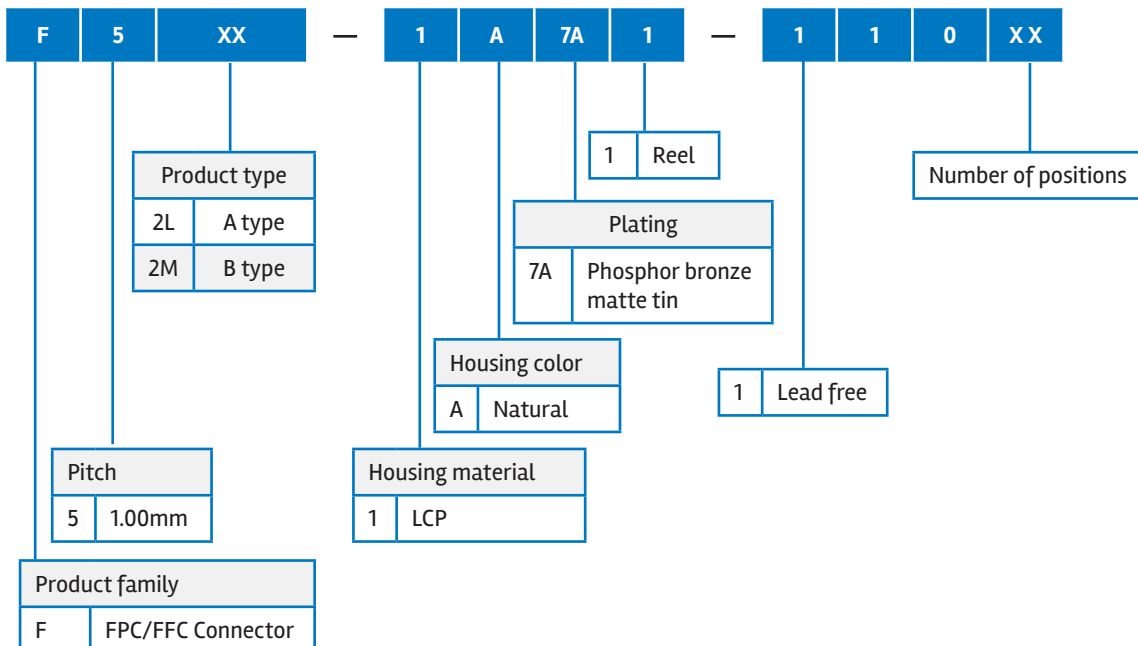 F 5 XX — 1 A 7A 1 — 1 1 0 X X
1 Reel
Product type
2L A type
2M B type
Number of positions
Plating
7A Phosphor bronze
matte tin
Housing color
A Natural
1 Lead free
Pitch
5 1.00mm
Housing material
1 LCP
Product family
F FPC/FFC Connector